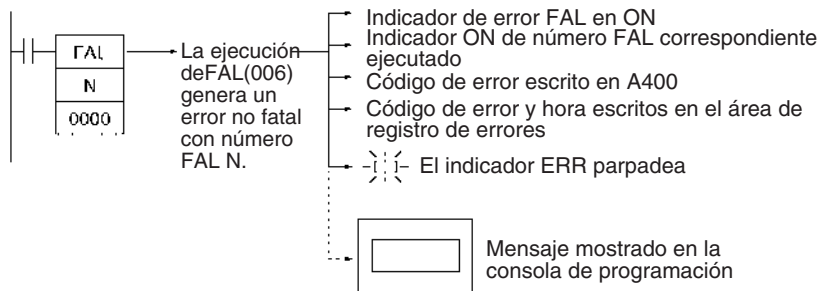 FAL
N
0000
La ejecución
deFAL(006)
genera un
error no fatal
con número
FAL N.
Indicador de error FAL en ON
Indicador ON de número FAL correspondiente
ejecutado
Código de error escrito en A400
Código de error y hora escritos en el área de
registro de errores
El indicador ERR parpadea
Mensaje mostrado en la
consola de programación